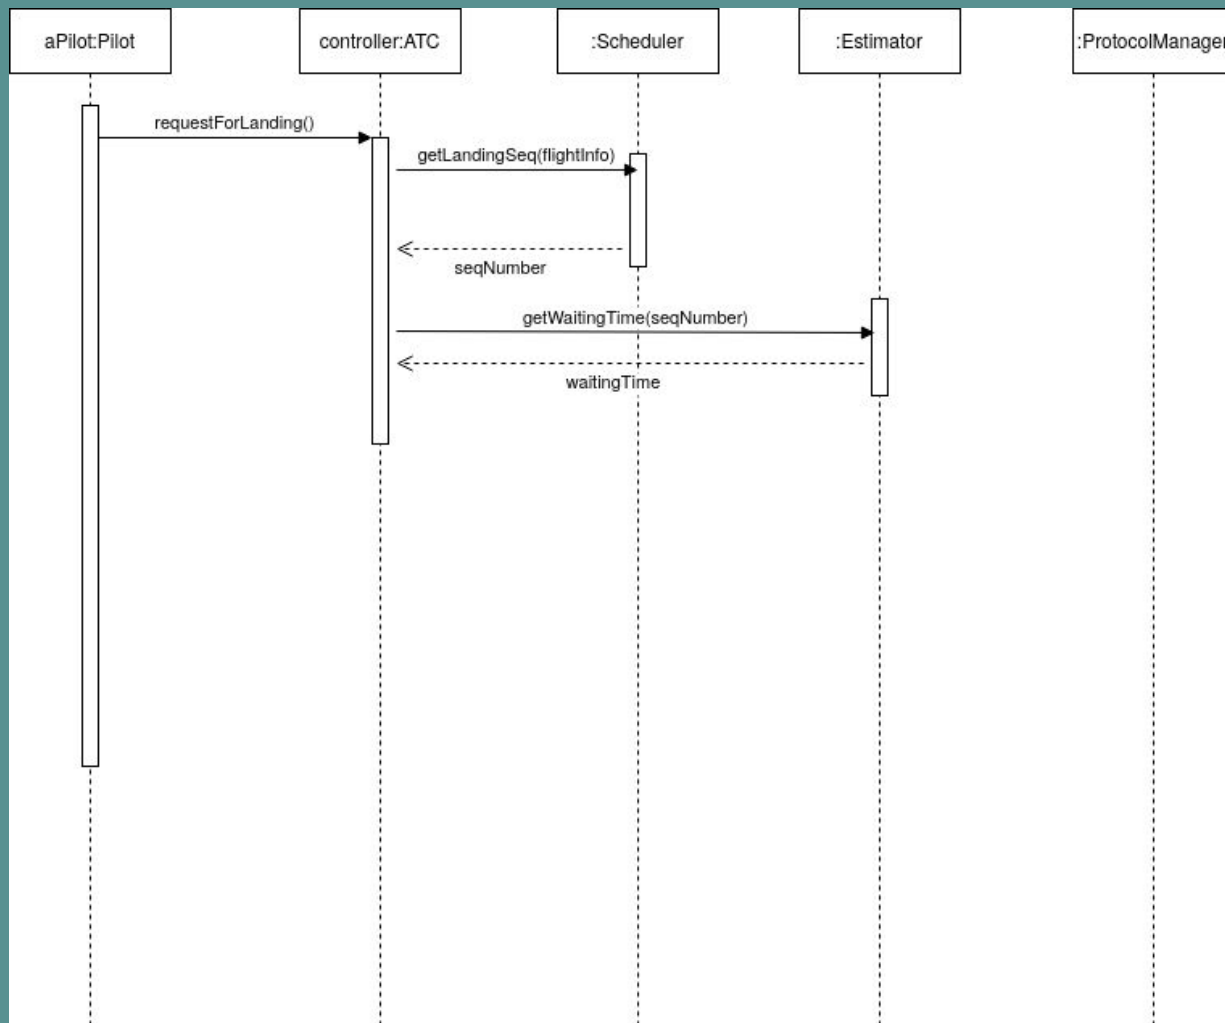 aPilot:Pilot
controller:ATC
:Scheduler
:Estimator
:ProtocolManager
requestForLanding()
getLandingSeq(flightInfo)
seqNumber
getWaitingTime(seqNumber)
waitingTime